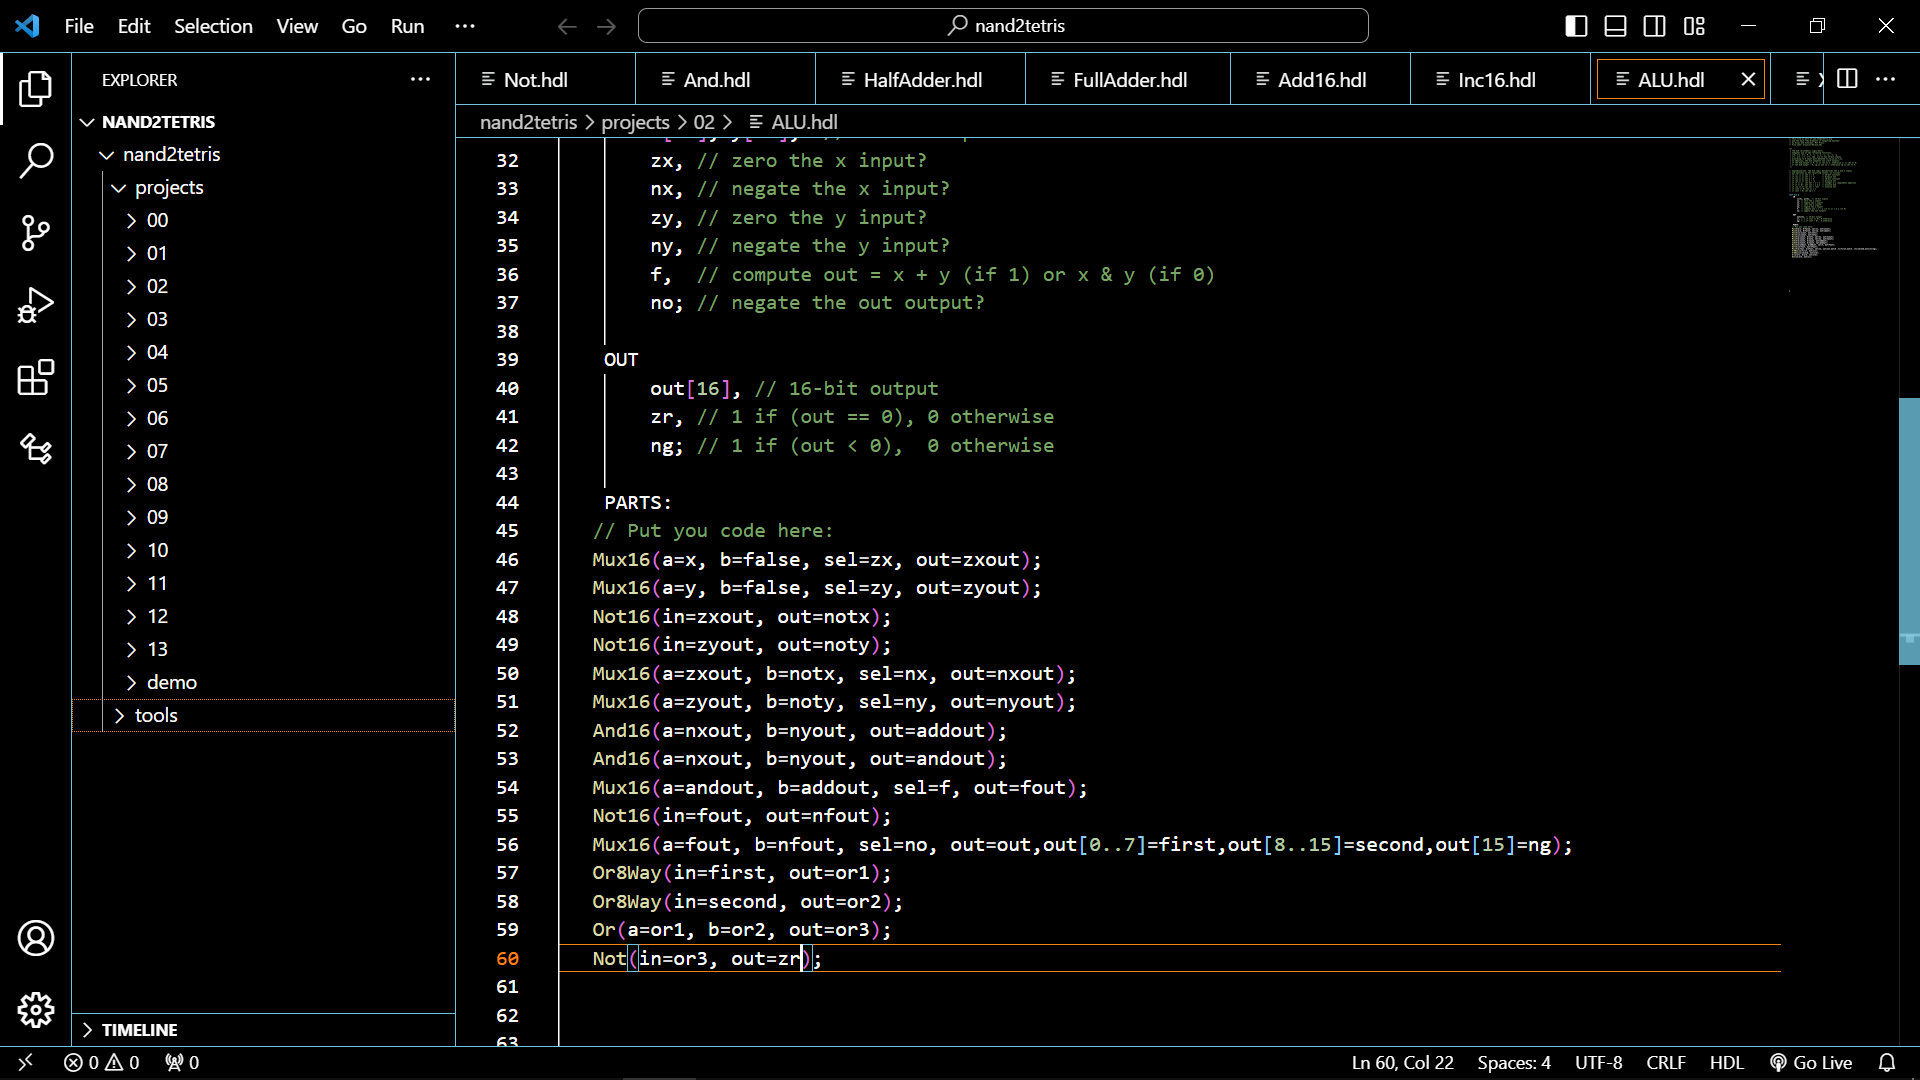 File Edit Selection View Go Run ···
nand2tetris
EXPLORER ···
NAND2TETRIS
nand2tetris
projects
00
01
02
03
04
05
06
07
08
09
10
11
12
13
demo
tools
TIMELINE
Not.hdl And.hdl HalfAdder.hdl FullAdder.hdl Add16.hdl Inc16.hdl ALU.hdl
nand2tetris > projects > 02 > ALU.hdl
32 zx, // zero the x input?
33 nx, // negate the x input?
34 zy, // zero the y input?
35 ny, // negate the y input?
36 f,  // compute out = x + y (if 1) or x & y (if 0)
37 no; // negate the out output?
38
39 OUT
40 out[16], // 16-bit output
41 zr, // 1 if (out == 0), 0 otherwise
42 ng; // 1 if (out < 0),  0 otherwise
43
44 PARTS:
45 // Put you code here:
46 Mux16(a=x, b=false, sel=zx, out=zxout);
47 Mux16(a=y, b=false, sel=zy, out=zyout);
48 Not16(in=zxout, out=notx);
49 Not16(in=zyout, out=noty);
50 Mux16(a=zxout, b=notx, sel=nx, out=nxout);
51 Mux16(a=zyout, b=noty, sel=ny, out=nyout);
52 And16(a=nxout, b=nyout, out=addout);
53 And16(a=nxout, b=nyout, out=andout);
54 Mux16(a=andout, b=addout, sel=f, out=fout);
55 Not16(in=fout, out=nfout);
56 Mux16(a=fout, b=nfout, sel=no, out=out,out[0..7]=first,out[8..15]=second,out[15]=ng);
57 Or8Way(in=first, out=or1);
58 Or8Way(in=second, out=or2);
59 Or(a=or1, b=or2, out=or3);
60 Not(in=or3, out=zr);
61
62
63
0 0 0 Ln 60, Col 22 Spaces: 4 UTF-8 CRLF HDL Go Live